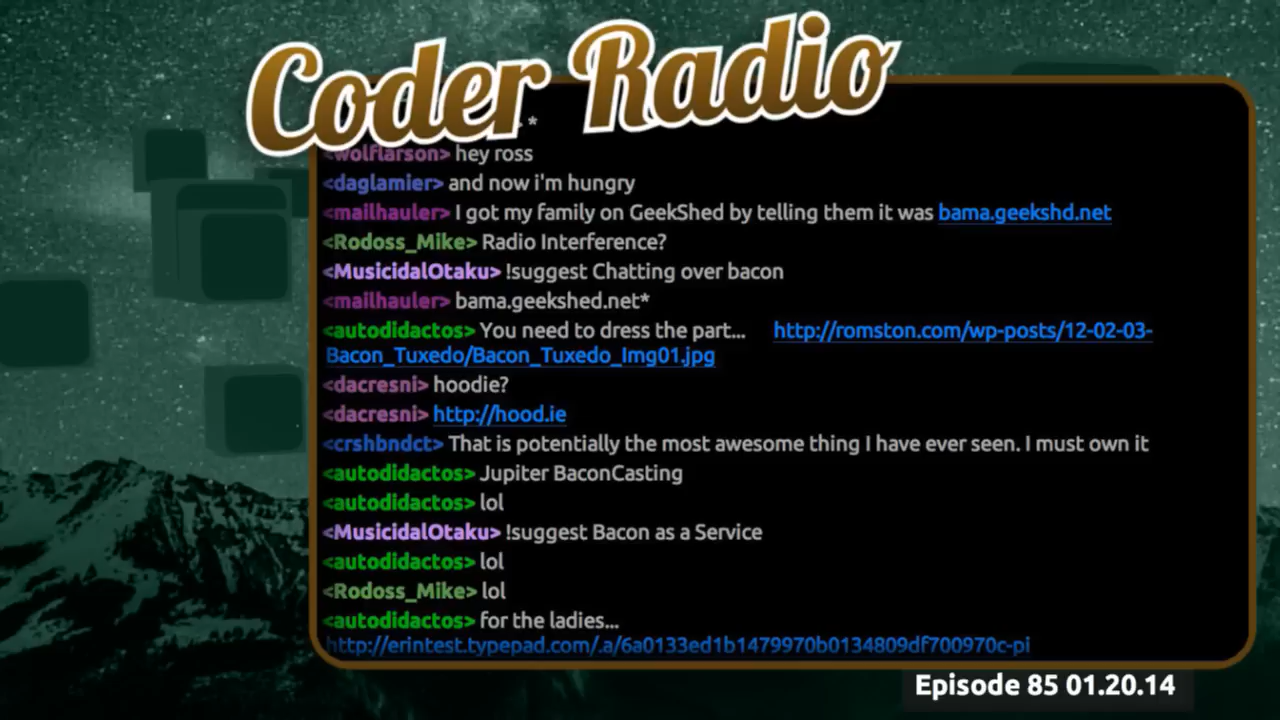 Coder Radio
*
<wolflarson> hey ross
<daglamier> and now i'm hungry
<mailhauler> I got my family on GeekShed by telling them it was bama.geekshd.net
<Rodoss_Mike> Radio Interference?
<MusicidalOtaku> !suggest Chatting over bacon
<mailhauler> bama.geekshed.net*
<autodidactos> You need to dress the part... http://romston.com/wp-posts/12-02-03-
Bacon_Tuxedo/Bacon_Tuxedo_Img01.jpg
<dacresni> hoodie?
<dacresni> http://hood.ie
<crshbndct> That is potentially the most awesome thing I have ever seen. I must own it
<autodidactos> Jupiter BaconCasting
<autodidactos> lol
<MusicidalOtaku> !suggest Bacon as a Service
<autodidactos> lol
<Rodoss_Mike> lol
<autodidactos> for the ladies...
http://erintest.typepad.com/.a/6a0133ed1b1479970b0134809df700970c-pi
Episode 85 01.20.14